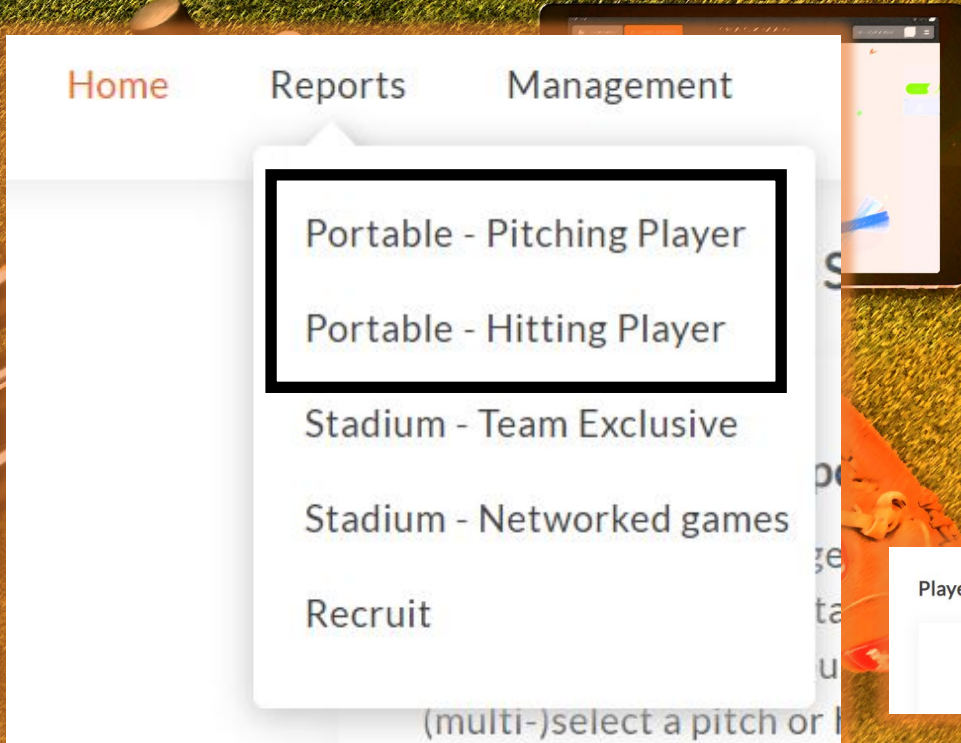 Home Reports Management
Portable - Pitching Player
Portable - Hitting Player
Stadium - Team Exclusive
Stadium - Networked games
Recruit
(multi-)select a pitch or